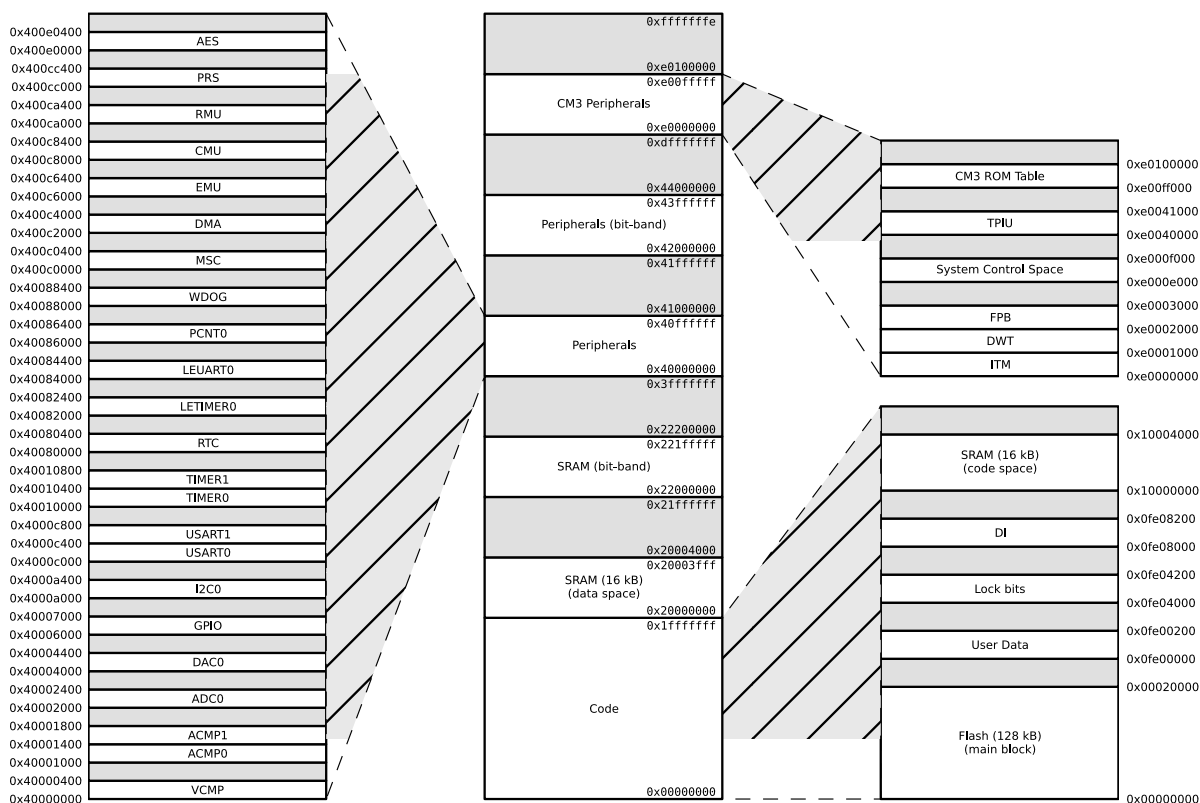 0x400e0400
AES
0x400e0000
0x400cc400
PRS
0x400cc000
0x400ca400
RMU
0x400ca000
0x400c8400
CMU
0x400c8000
0x400c6400
EMU
0x400c6000
0x400c4000
DMA
0x400c2000
0x400c0400
MSC
0x400c0000
0x40088400
WDOG
0x40088000
0x40086400
PCNT0
0x40086000
0x40084400
LEUART0
0x40084000
0x40082400
LETIMER0
0x40082000
0x40080400
RTC
0x40080000
0x40010800
TIMER1
0x40010400
TIMER0
0x40010000
0x4000c800
USART1
0x4000c400
USART0
0x4000c000
0x4000a400
I2C0
0x4000a000
0x40007000
GPIO
0x40006000
0x40004400
DAC0
0x40004000
0x40002400
ADC0
0x40002000
0x40001800
ACMP1
0x40001400
ACMP0
0x40001000
0x40000400
VCMP
0x40000000
0xfffffffe
0xe0100000
0xe00fffff
CM3 Peripherals
0xe0000000
0xdfffffff
0x44000000
0x43ffffff
Peripherals (bit-band)
0x42000000
0x41ffffff
0x41000000
0x40ffffff
Peripherals
0x40000000
0x3fffffff
0x22200000
0x221fffff
SRAM (bit-band)
0x22000000
0x21ffffff
0x20004000
0x20003fff
SRAM (16 kB)
(data space)
0x20000000
0x1fffffff
Code
0x00000000
0xe0100000
CM3 ROM Table
0xe00ff000
0xe0041000
TPIU
0xe0040000
0xe000f000
System Control Space
0xe000e000
0xe0003000
FPB
0xe0002000
DWT
0xe0001000
ITM
0xe0000000
0x10004000
SRAM (16 kB)
(code space)
0x10000000
0x0fe08200
DI
0x0fe08000
0x0fe04200
Lock bits
0x0fe04000
0x0fe00200
User Data
0x0fe00000
0x00020000
Flash (128 kB)
(main block)
0x00000000